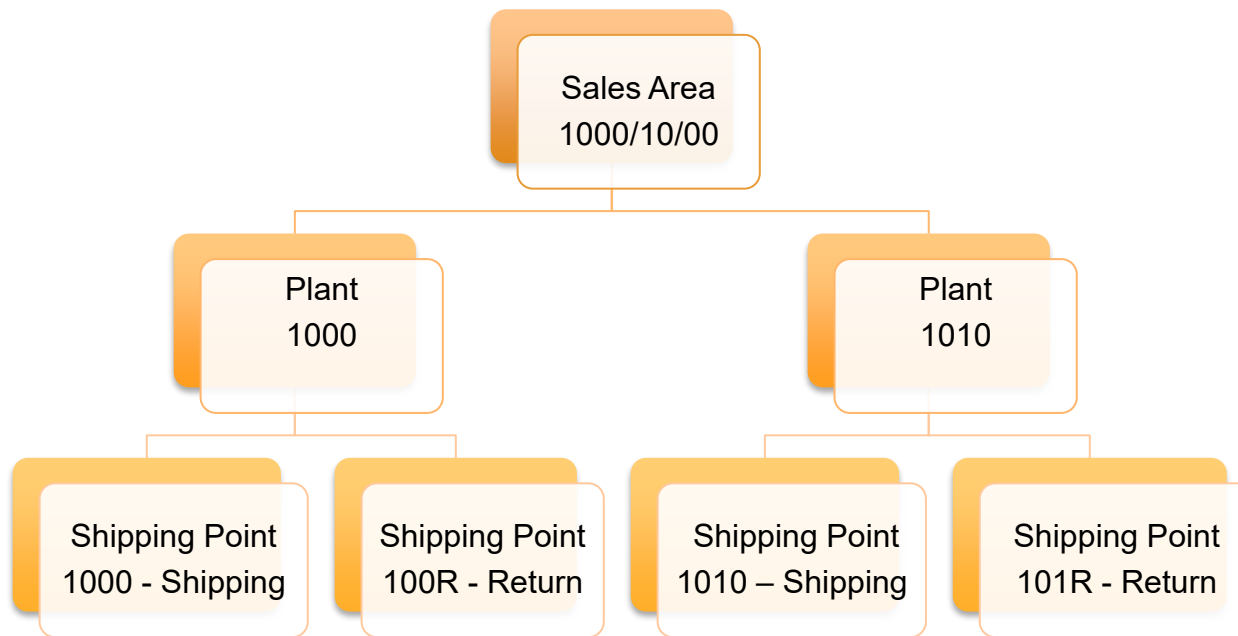 Sales Area
1000/10/00
Plant
1000
Plant
1010
Shipping Point
1000 - Shipping
Shipping Point
100R - Return
Shipping Point
1010 – Shipping
Shipping Point
101R - Return